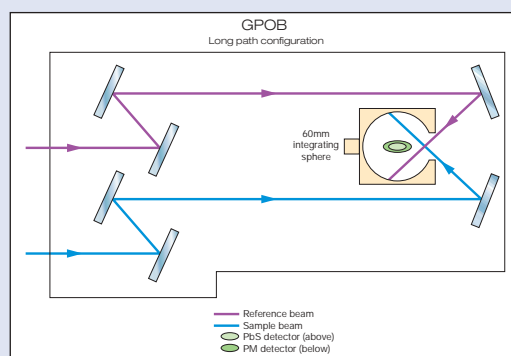 GPOB
Long path configuration
60mm
integrating
sphere
Reference beam
Sample beam
PbS detector (above)
PM detector (below)